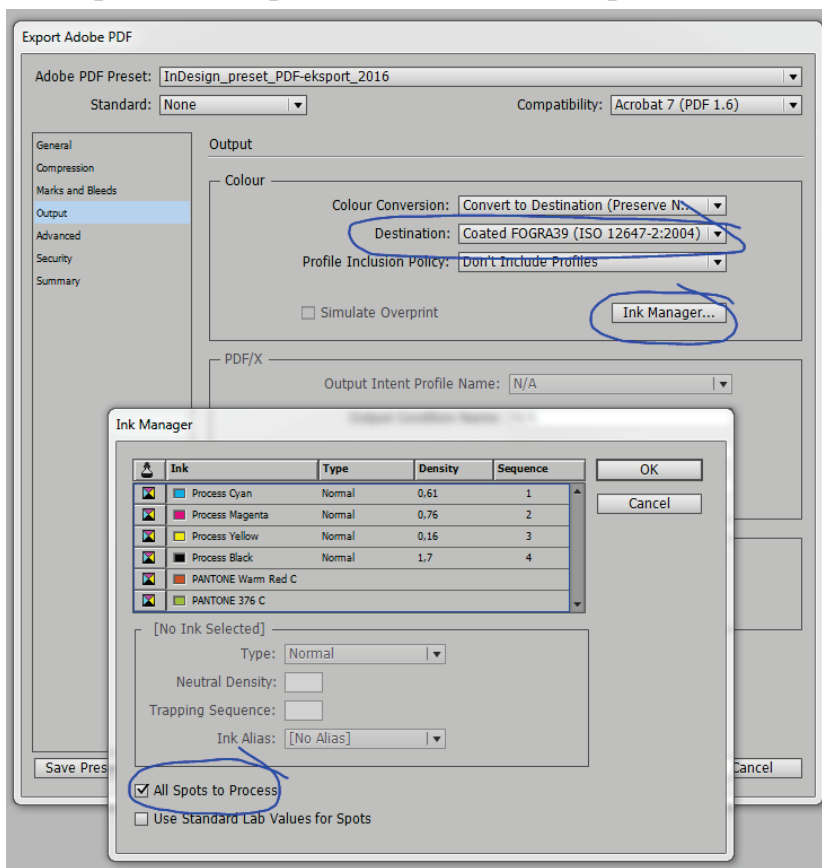 Export Adobe PDF
Adobe PDF Preset: InDesign_preset_PDF-eksport_2016
Standard: None Compatibility: Acrobat 7 (PDF 1.6)
General
Compression
Marks and Bleeds
Output
Advanced
Security
Summary
Output
Colour
Colour Conversion: Convert to Destination (Preserve N...
Destination: Coated FOGRA39 (ISO 12647-2:2004)
Profile Inclusion Policy: Don't Include Profiles
Simulate Overprint Ink Manager...
PDF/X
Output Intent Profile Name: N/A
Ink Manager
Ink Type Density Sequence
Process Cyan Normal 0,61 1
Process Magenta Normal 0,76 2
Process Yellow Normal 0,16 3
Process Black Normal 1,7 4
PANTONE Warm Red C
PANTONE 376 C
OK
Cancel
[No Ink Selected]
Type: Normal
Neutral Density:
Trapping Sequence:
Ink Alias: [No Alias]
All Spots to Process
Use Standard Lab Values for Spots
Save Pres
Cancel